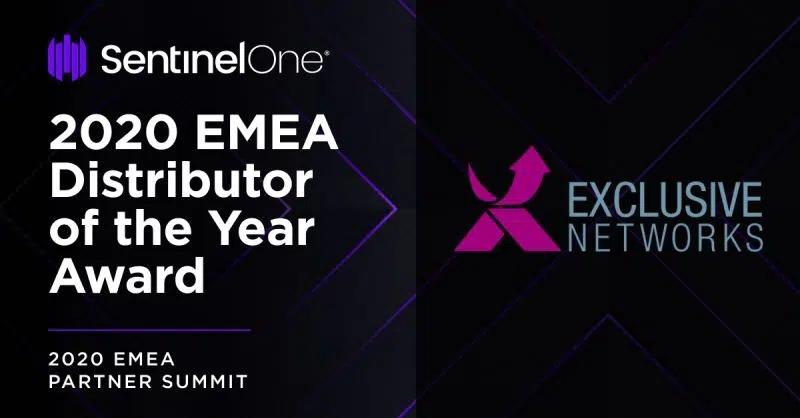 SentinelOne®
2020 EMEA
Distributor
of the Year
Award
2020 EMEA
PARTNER SUMMIT
EXCLUSIVE
NETWORKS